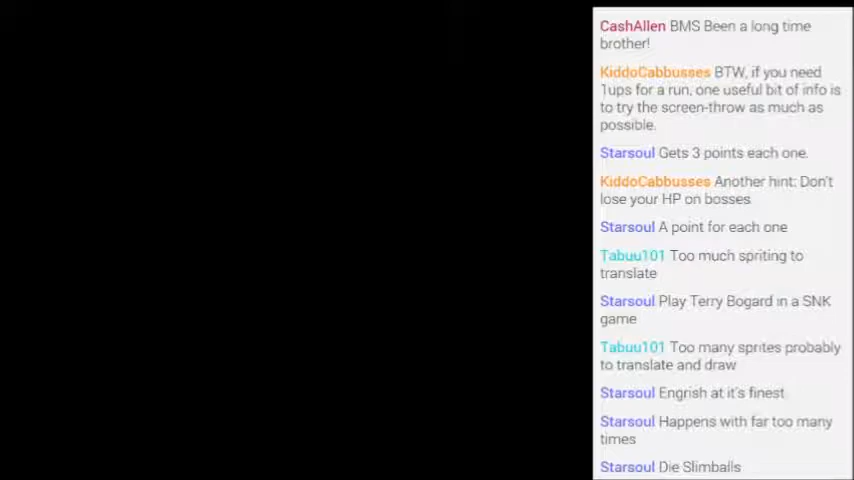 CashAllen BMS Been a long time
brother!
KiddoCabbusses BTW, if you need
1ups for a run, one useful bit of info is
to try the screen-throw as much as
possible.
Starsoul Gets 3 points each one.
KiddoCabbusses Another hint: Don't
lose your HP on bosses
Starsoul A point for each one
Tabuu101 Too much spriting to
translate
Starsoul Play Terry Bogard in a SNK
game
Tabuu101 Too many sprites probably
to translate and draw
Starsoul Engrish at it's finest
Starsoul Happens with far too many
times
Starsoul Die Slimballs